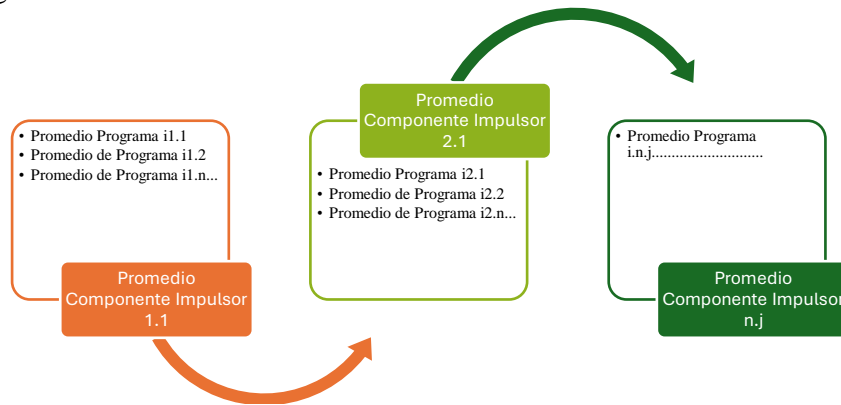 • Promedio Programa i1.1
• Promedio de Programa i1.2
• Promedio de Programa i1.n...
Promedio
Componente Impulsor
1.1
Promedio
Componente Impulsor
2.1
• Promedio Programa i2.1
• Promedio de Programa i2.2
• Promedio de Programa i2.n...
• Promedio Programa
i.n.j............................
Promedio
Componente Impulsor
n.j